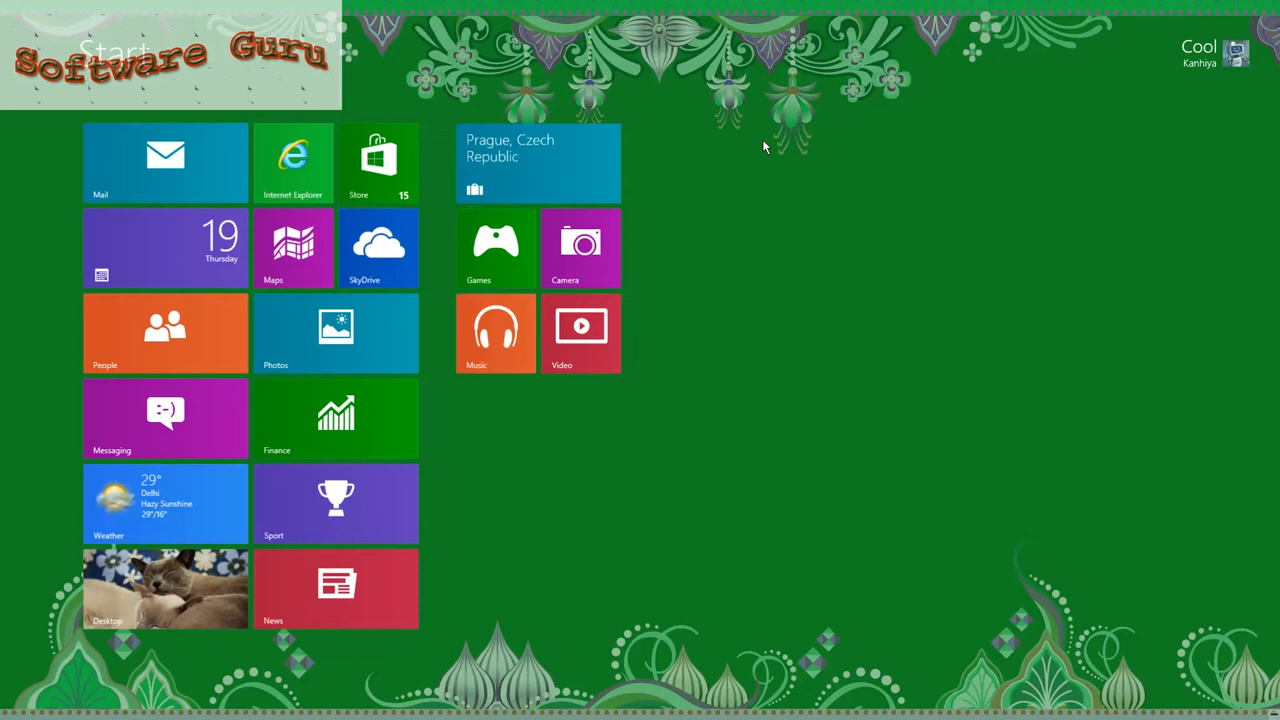 Start
Software Guru
Cool
Kanhiya
Mail
Internet Explorer
Store 15
Prague, Czech
Republic
19
Thursday
Maps
SkyDrive
Games
Camera
People
Photos
Music
Video
Messaging
Finance
29°
Delhi
Hazy Sunshine
29°/16°
Weather
Sport
Desktop
News